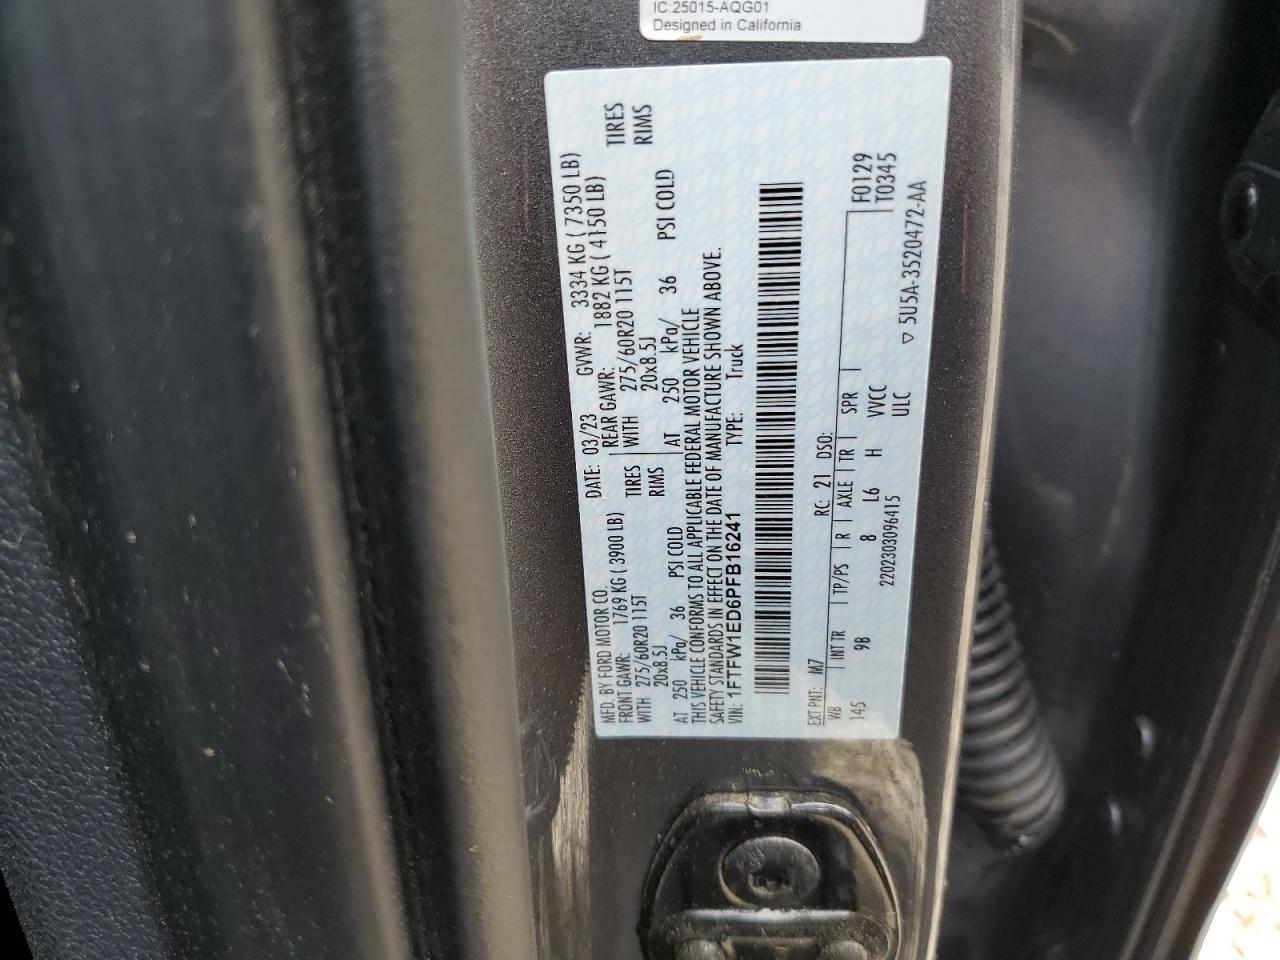 IC:25015-AQG01
Designed in California
MFD. BY FORD MOTOR CO.
DATE: 03/23 GVWR: 3334 KG ( 7350 LB)
FRONT GAWR: 1769 KG ( 3900 LB)
REAR GAWR: 1882 KG ( 4150 LB)
WITH 275/60R20 115T TIRES
WITH 275/60R20 115T TIRES
20x8.5J RIMS
20x8.5J RIMS
AT 250 kPa/ 36 PSI COLD
AT 250 kPa/ 36 PSI COLD
THIS VEHICLE CONFORMS TO ALL APPLICABLE FEDERAL MOTOR VEHICLE
SAFETY STANDARDS IN EFFECT ON THE DATE OF MANUFACTURE SHOWN ABOVE.
VIN: 1FTFW1ED6PFB16241 TYPE: Truck
EXT PNT: M7 RC: 21 DSO: F0129
WB INT TR TP/PS R AXLE TR SPR T0345
145 9B 8 L6 H VVCC
2202303096415 ULC
▽ 5U5A-3520472-AA